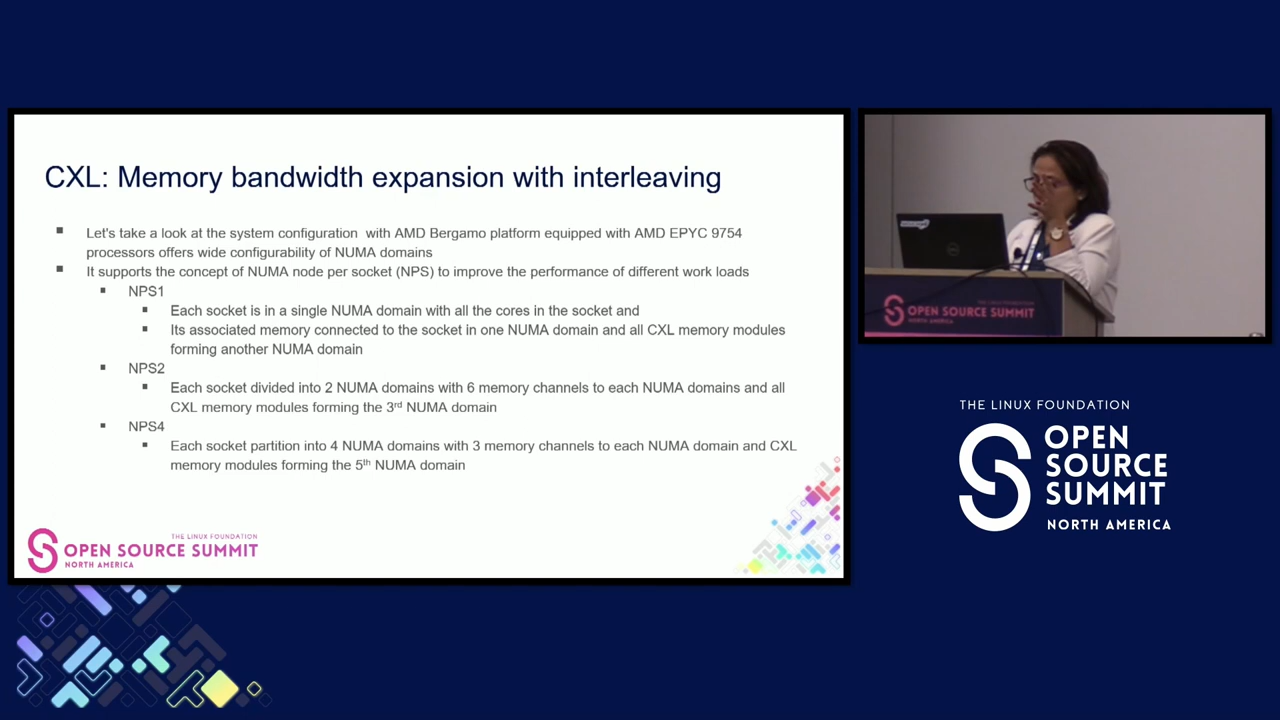 CXL: Memory bandwidth expansion with interleaving
Let's take a look at the system configuration with AMD Bergamo platform equipped with AMD EPYC 9754
processors offers wide configurability of NUMA domains
It supports the concept of NUMA node per socket (NPS) to improve the performance of different work loads
NPS1
Each socket is in a single NUMA domain with all the cores in the socket and
Its associated memory connected to the socket in one NUMA domain and all CXL memory modules
forming another NUMA domain
NPS2
Each socket divided into 2 NUMA domains with 6 memory channels to each NUMA domains and all
CXL memory modules forming the 3rd NUMA domain
NPS4
Each socket partition into 4 NUMA domains with 3 memory channels to each NUMA domain and CXL
memory modules forming the 5th NUMA domain
THE LINUX FOUNDATION
OPEN SOURCE SUMMIT
NORTH AMERICA
THE LINUX FOUNDATION
OPEN SOURCE SUMMIT
NORTH AMERICA
DELL
THE LINUX FOUNDATION
OPEN
SOURCE
SUMMIT
NORTH AMERICA